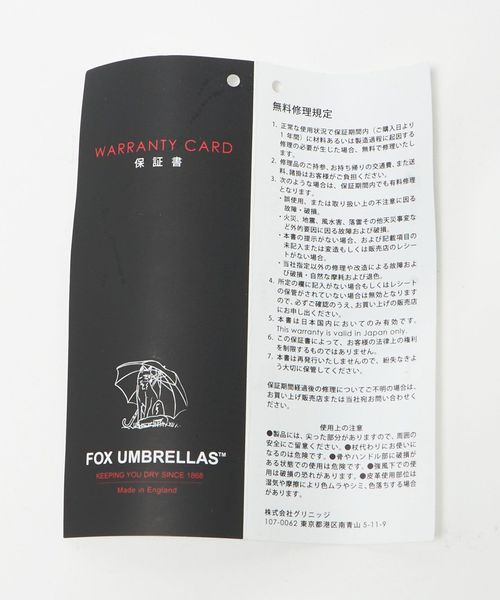 WARRANTY CARD
保証書
FOX UMBRELLAS™
KEEPING YOU DRY SINCE 1868
Made in England
無料修理規定
1. 正常な使用状況で保証期間内（ご購入日より
1年間）に材料あるいは製造過程に起因する
修理の必要が生じた場合、無料で修理いたし
ます。
2. 修理品のご持参、お持ち帰りの交通費、また送
料、諸掛はお客様がご負担ください。
3. 次のような場合は、保証期間内でも有料修理
となります。
・誤使用、または取り扱い上の不注意に因る
故障・破損。
・火災、地震、風水害、落雷その他天災事変な
ど外的要因に因る故障および破損。
・本書の提示がない場合、および記載項目の
未記入または変造もしくは販売店のレシー
トがない場合。
・当社指定以外の修理や改造による故障およ
び破損・自然な摩耗および退色。
4. 所定の欄に記入がない場合もしくはレシート
の保管がされていない場合は無効となります
ので、必ずご確認のうえ、お買い上げの販売店
にお申し出ください。
5. 本書は日本国内においてのみ有効です。
This warranty is valid in Japan only.
6. この保証書によって、お客様の法律上の権利
を制限するものではありません。
7. 本書は再発行いたしませんので、紛失なきよ
う大切に保管してください。
保証期間経過後の修理についてご不明の場合は、
お買い上げ販売店または当社宛お問い合わせく
ださい。
使用上の注意
●製品には、尖った部分がありますので、周囲の
安全にご留意ください。●杖代わりにお使いに
なるのは危険です。●骨やハンドル部に破損が
ある状態での使用は危険です。●強風下での使
用は破損の恐れがあります。●皮革使用部位は
湿気や摩擦により色ムラやシミ、色落ちする場合
があります。
株式会社グリニッジ
107-0062 東京都港区南青山 5-11-9